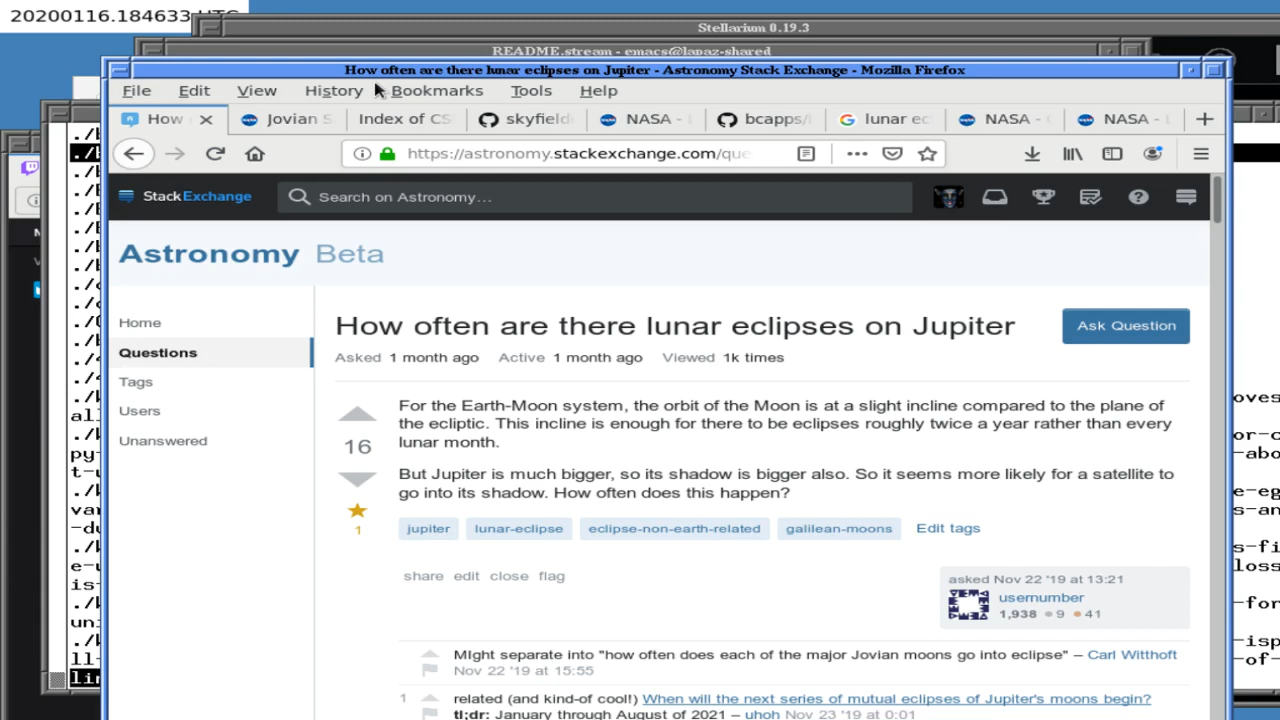 20200116.184633 UTC
Stellarium 0.19.3
README.stream - emacs@lapaz-shared
How often are there lunar eclipses on Jupiter - Astronomy Stack Exchange - Mozilla Firefox
File Edit View History Bookmarks Tools Help
How Jovian S Index of CS skyfield NASA - bcapps/ lunar ec NASA - NASA -
https://astronomy.stackexchange.com/que
StackExchange Search on Astronomy...
Astronomy Beta
Home
Questions
Tags
Users
Unanswered
How often are there lunar eclipses on Jupiter
Ask Question
Asked 1 month ago Active 1 month ago Viewed 1k times
16
1
For the Earth-Moon system, the orbit of the Moon is at a slight incline compared to the plane of
the ecliptic. This incline is enough for there to be eclipses roughly twice a year rather than every
lunar month.
But Jupiter is much bigger, so its shadow is bigger also. So it seems more likely for a satellite to
go into its shadow. How often does this happen?
jupiter lunar-eclipse eclipse-non-earth-related galilean-moons Edit tags
share edit close flag
asked Nov 22 '19 at 13:21
usernumber
1,938 9 41
MIght separate into "how often does each of the major Jovian moons go into eclipse" – Carl Witthoft
Nov 22 '19 at 15:55
1 related (and kind-of cool!) When will the next series of mutual eclipses of Jupiter's moons begin?
tl;dr: January through August of 2021 – uhoh Nov 23 '19 at 0:01